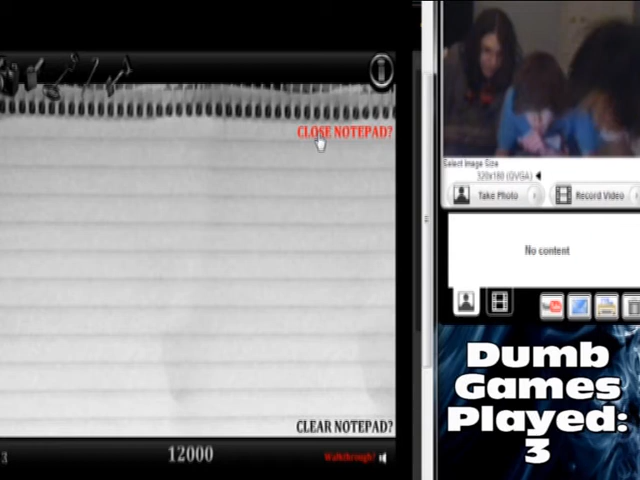 CLOSE NOTEPAD?
CLEAR NOTEPAD?
3
12000
Walkthrough!
Select Image Size
320x180 (QVGA)
Take Photo
Record Video
No content
Dumb
Games
Played:
3